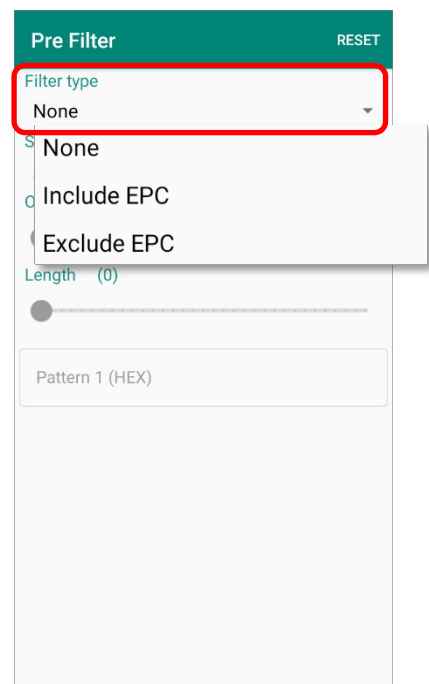 Pre Filter RESET
Filter type
None
None
Include EPC
Exclude EPC
Length (0)
Pattern 1 (HEX)